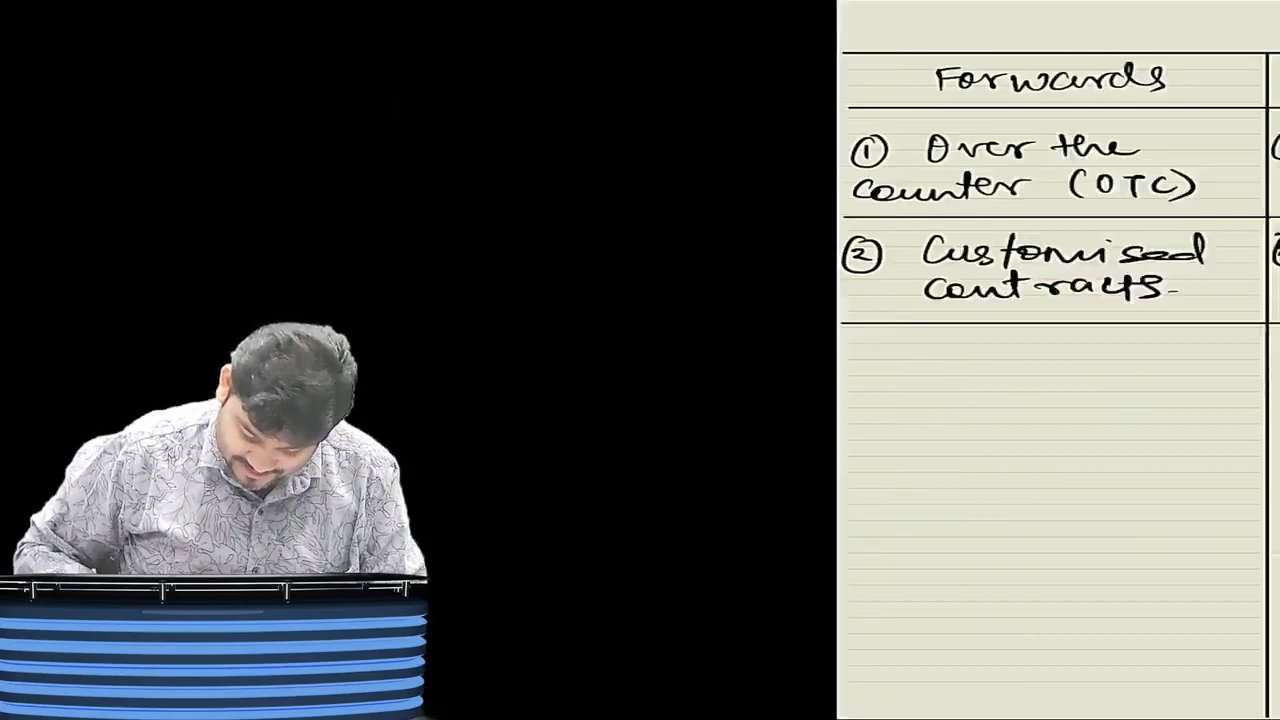 Forwards
① Over the
counter (OTC)
② Customised
contracts.